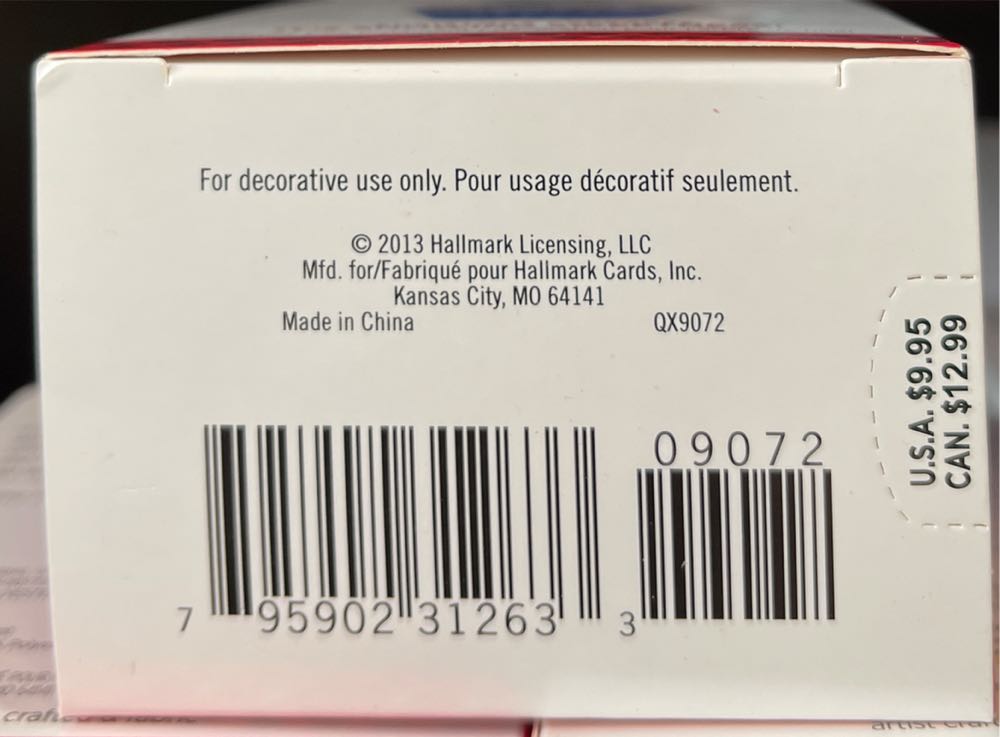 For decorative use only. Pour usage décoratif seulement.
© 2013 Hallmark Licensing, LLC
Mfd. for/Fabriqué pour Hallmark Cards, Inc.
Kansas City, MO 64141
Made in China QX9072
U.S.A. $9.95
CAN. $12.99
09072
7 95902 31263 3
artist